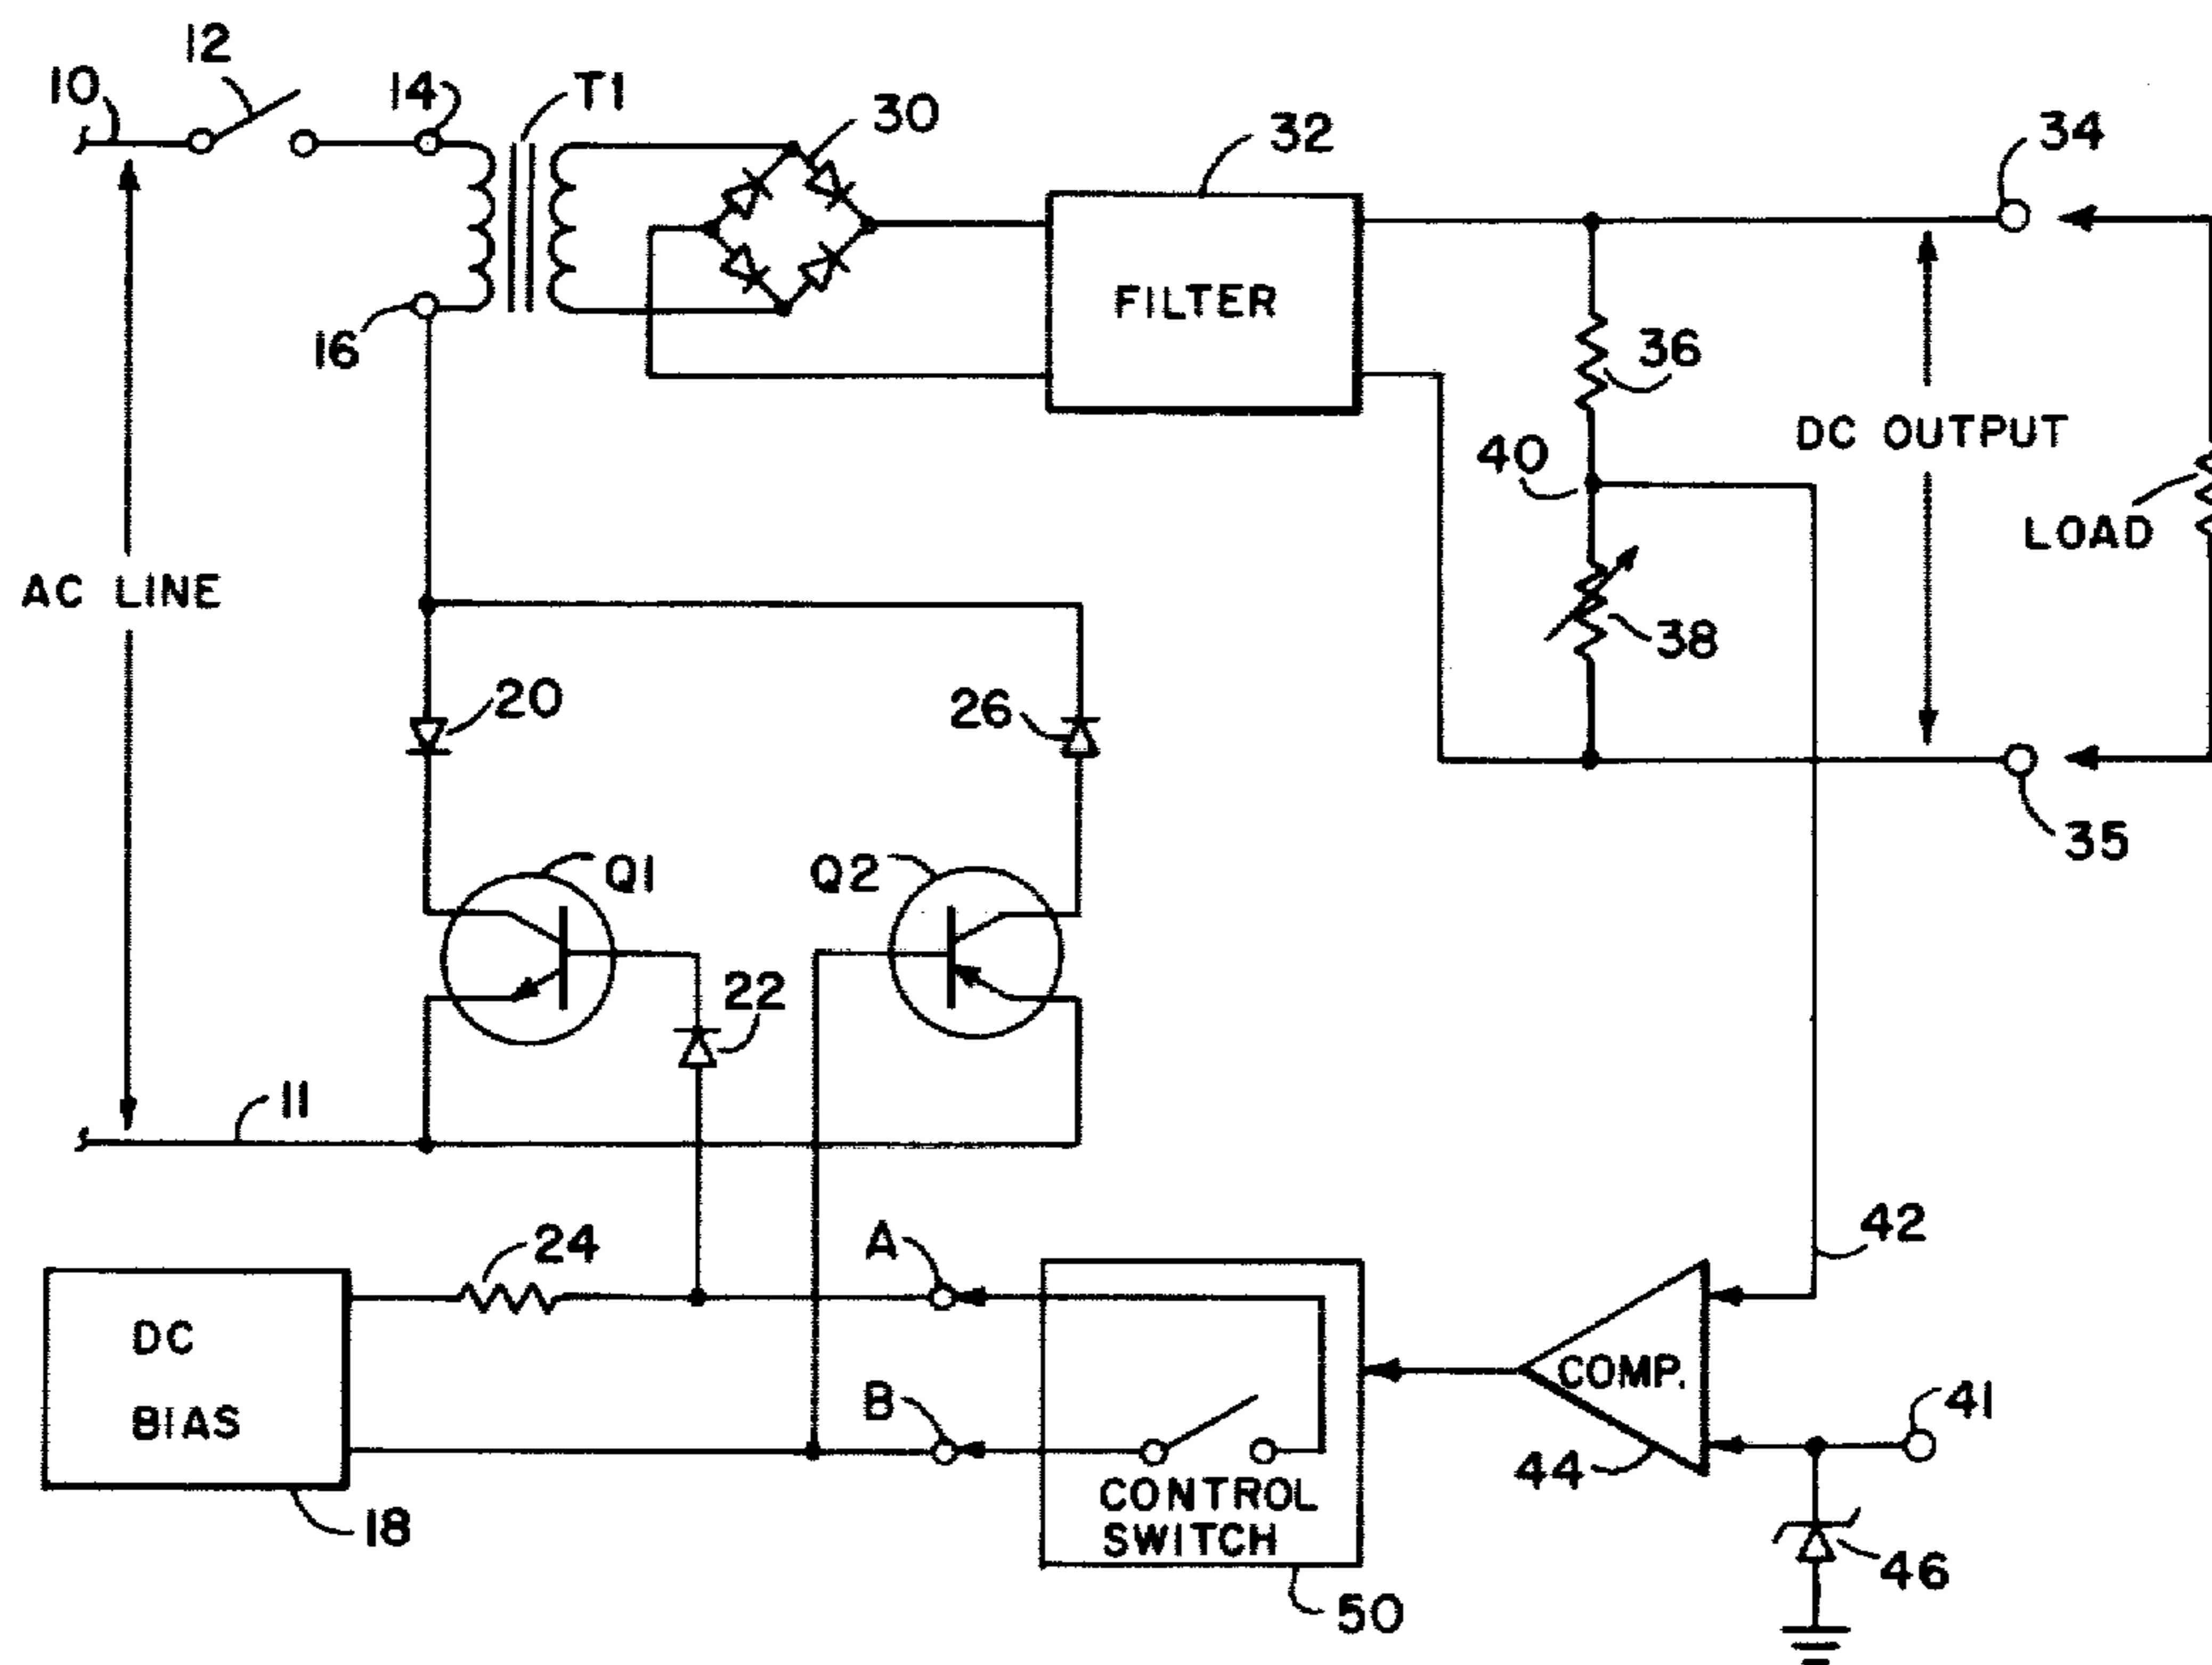 12
10
14
T1
30
32
34
16
FILTER
36
DC OUTPUT
40
LOAD
AC LINE
38
20
26
35
Q1
Q2
22
11
42
24
A
DC
BIAS
COMP.
B
41
44
CONTROL
SWITCH
18
46
50